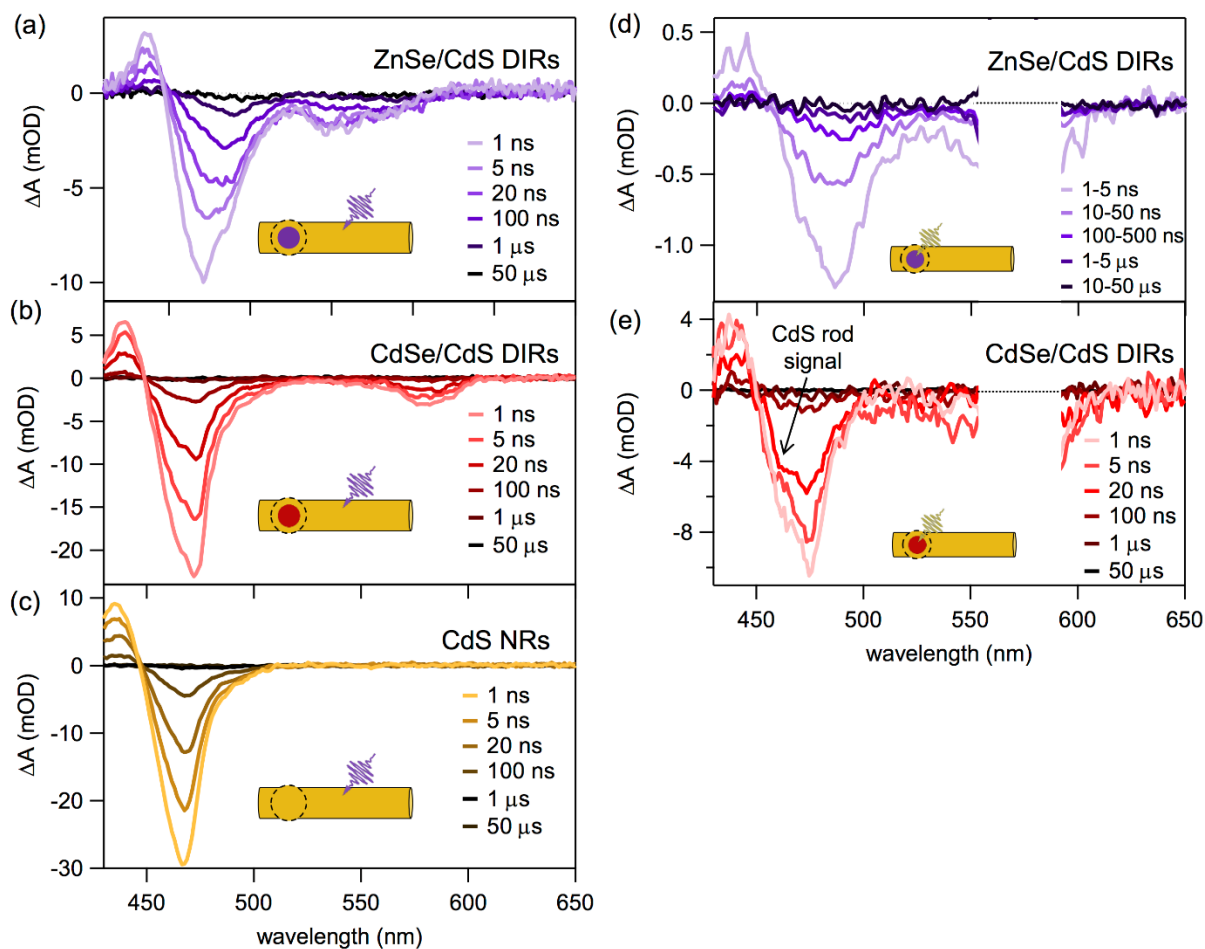 (a)
ZnSe/CdS DIRs
0
-5
-10
ΔA (mOD)
1 ns
5 ns
20 ns
100 ns
1 μs
50 μs
(b)
CdSe/CdS DIRs
5
0
-5
-10
-15
-20
ΔA (mOD)
1 ns
5 ns
20 ns
100 ns
1 μs
50 μs
(c)
CdS NRs
10
0
-10
-20
-30
ΔA (mOD)
1 ns
5 ns
20 ns
100 ns
1 μs
50 μs
450 500 550 600 650
wavelength (nm)
(d)
ZnSe/CdS DIRs
0.5
0.0
-0.5
-1.0
ΔA (mOD)
1-5 ns
10-50 ns
100-500 ns
1-5 μs
10-50 μs
(e)
CdSe/CdS DIRs
CdS rod
signal
4
0
-4
-8
ΔA (mOD)
1 ns
5 ns
20 ns
100 ns
1 μs
50 μs
450 500 550 600 650
wavelength (nm)